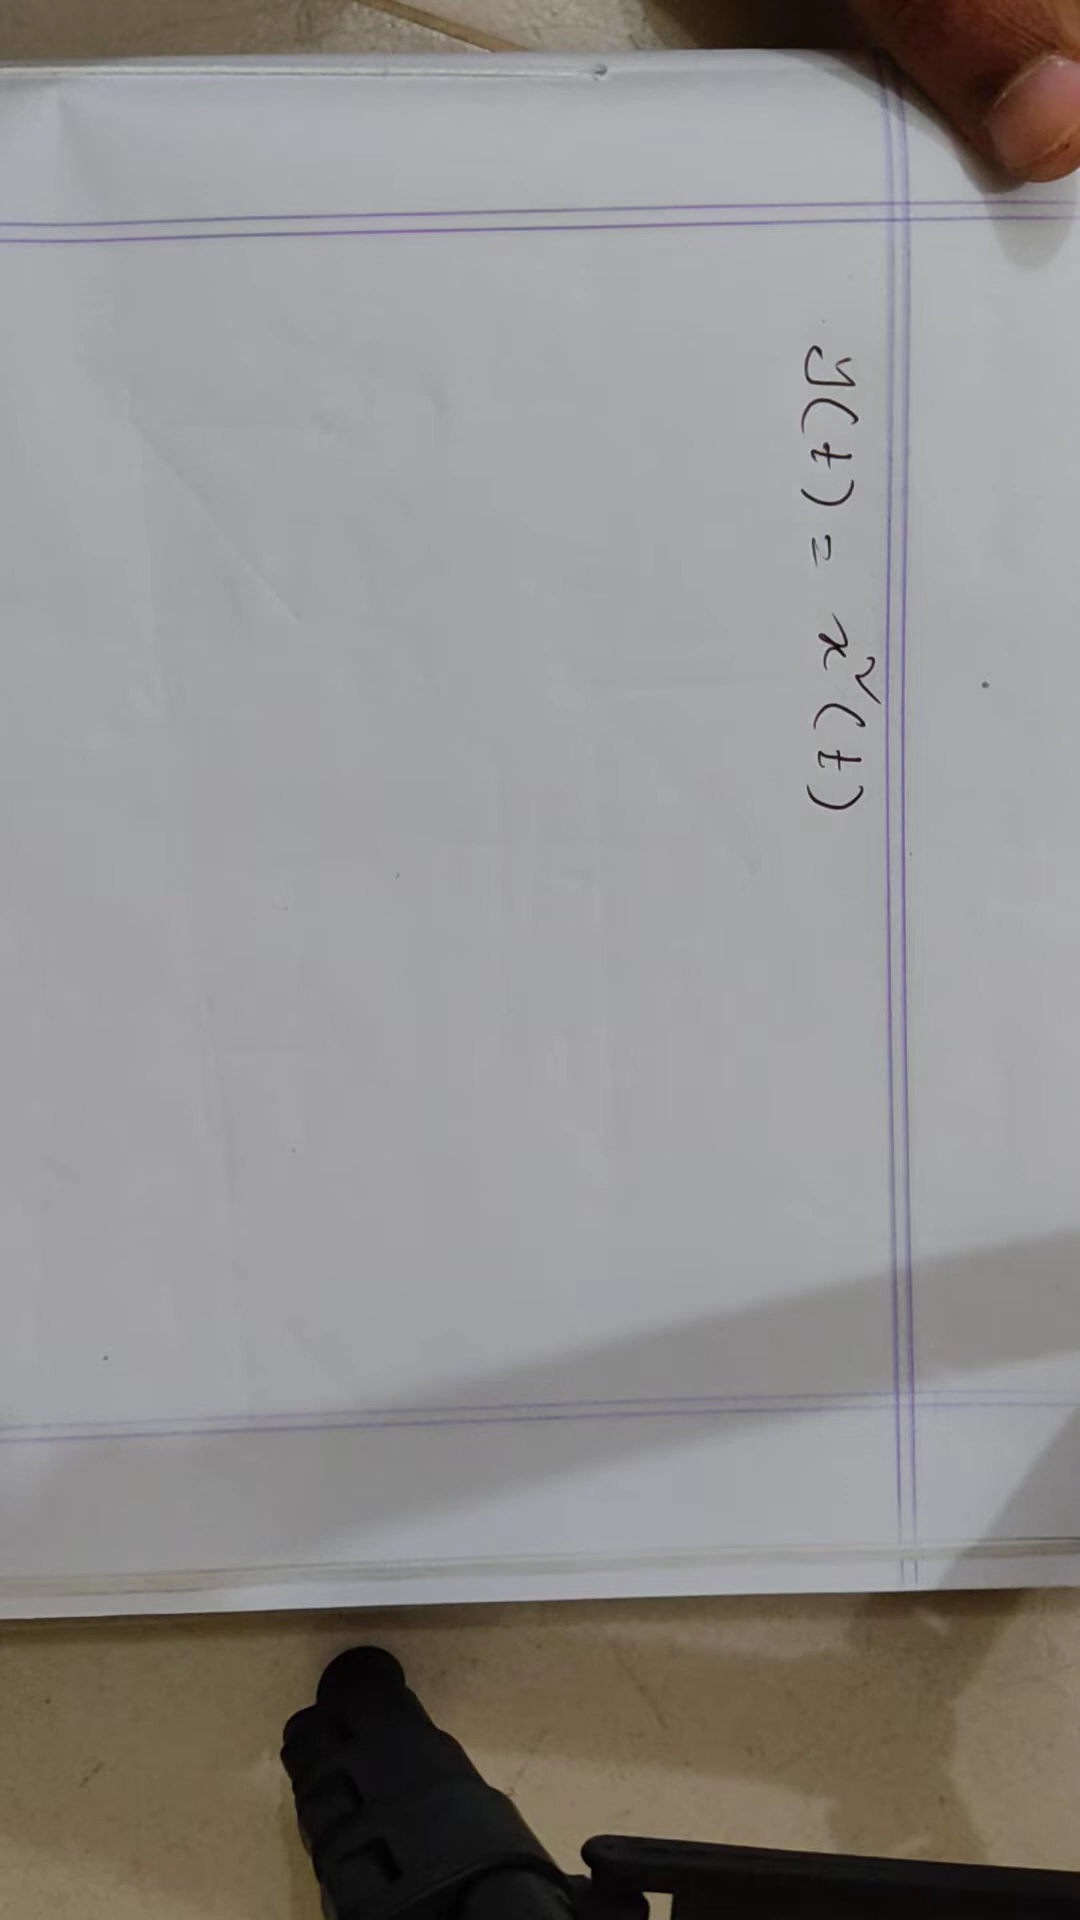 y(t) = x²(t)